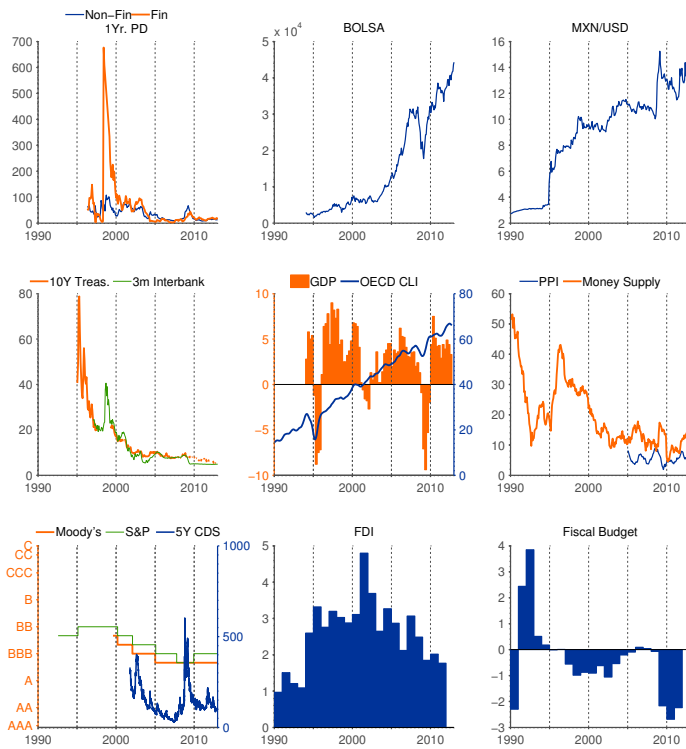 Non-Fin Fin
1Yr. PD
700
600
500
400
300
200
100
0
1990 2000 2010
BOLSA
x 10^4
5
4
3
2
1
0
1990 2000 2010
MXN/USD
16
14
12
10
8
6
4
2
1990 2000 2010
10Y Treas. 3m Interbank
80
60
40
20
0
1990 2000 2010
GDP OECD CLI
10 80
5 60
0 40
−5 20
−10 0
1990 2000 2010
PPI Money Supply
60
50
40
30
20
10
0
1990 2000 2010
Moody's S&P 5Y CDS
C 1000
CC
CCC
B
BB 500
BBB
A
AA
AAA 0
1990 2000 2010
FDI
5
4
3
2
1
0
1990 2000 2010
Fiscal Budget
4
3
2
1
0
−1
−2
−3
1990 2000 2010